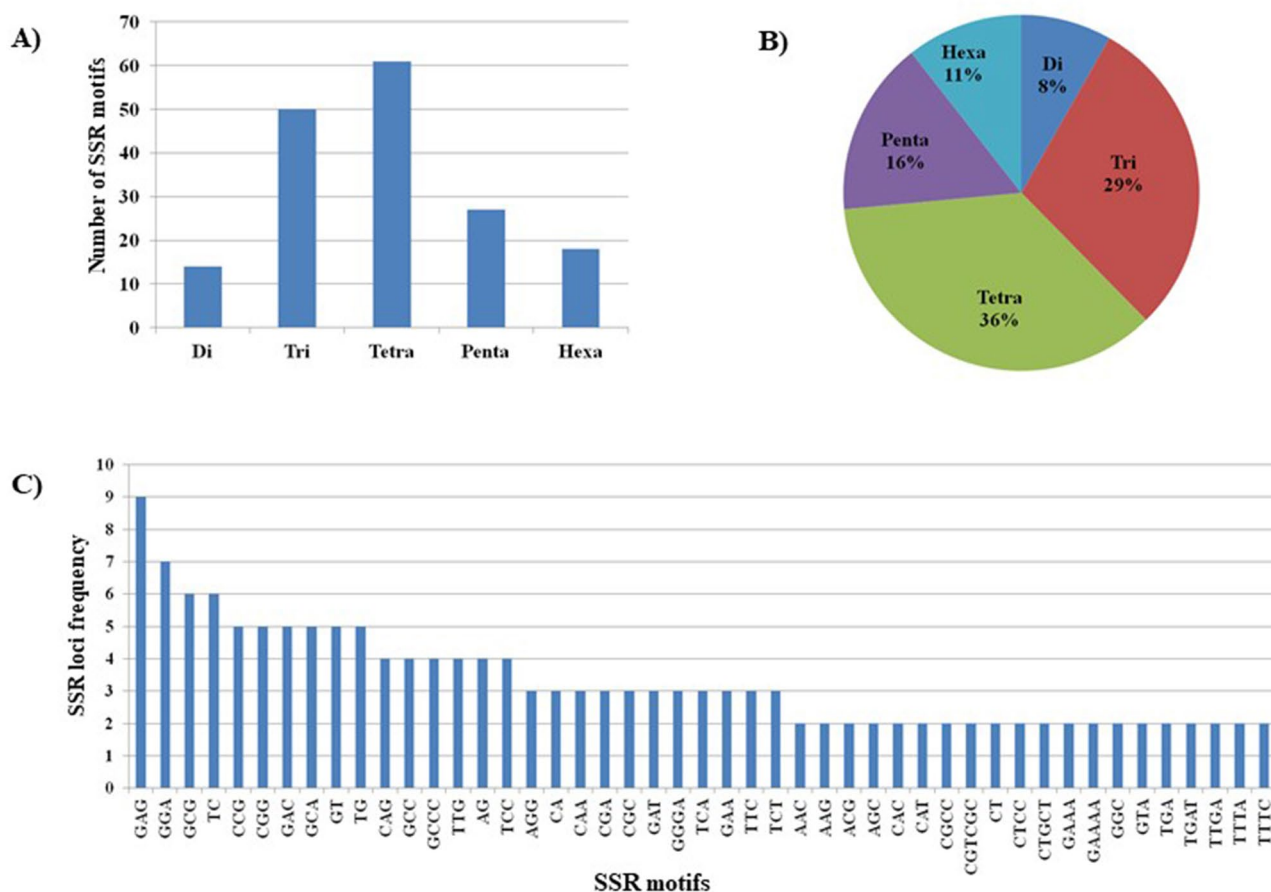 A)
Number of SSR motifs
70
60
50
40
30
20
10
0
Di Tri Tetra Penta Hexa
B)
Hexa
11%
Di
8%
Penta
16%
Tri
29%
Tetra
36%
C)
SSR loci frequency
10
9
8
7
6
5
4
3
2
1
0
GAG GGA GCG TC CCG CGG GAC GCA GT TG CAG GCC GCCC TTG AG TCC AGG CA CAA CGA CGC GAT GGGA TCA GAA TTC TCT AAC AAG ACG AGC CAC CAT CGCC CGTCGC CT CTCC CTGCT GAAA GAAAA GGC GTA TGA TGAT TTGA TTTA TTTC
SSR motifs